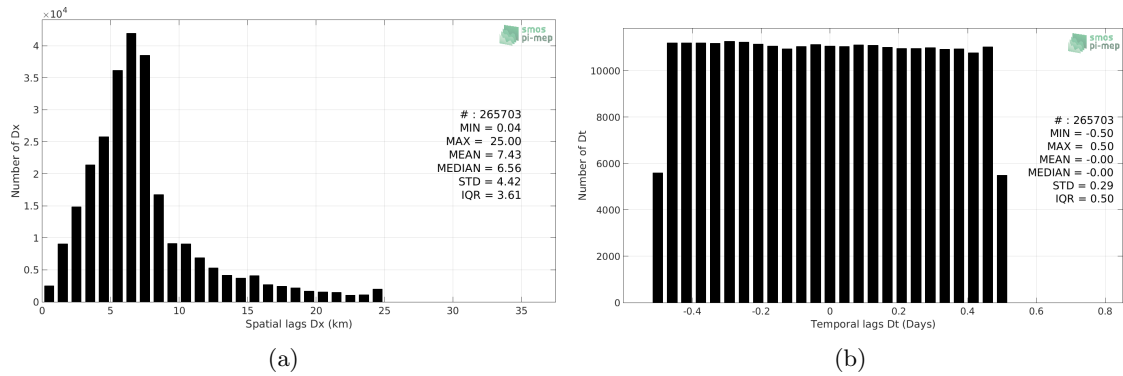 ×10⁴
4
3.5
3
2.5
2
1.5
1
0.5
0
Number of Dx
smos
pi-mep
# : 265703
MIN = 0.04
MAX = 25.00
MEAN = 7.43
MEDIAN = 6.56
STD = 4.42
IQR = 3.61
0 5 10 15 20 25 30 35
Spatial lags Dx (km)
(a)
10000
8000
6000
4000
2000
0
Number of Dt
smos
pi-mep
# : 265703
MIN = -0.50
MAX = 0.50
MEAN = -0.00
MEDIAN = -0.00
STD = 0.29
IQR = 0.50
-0.4 -0.2 0 0.2 0.4 0.6 0.8
Temporal lags Dt (Days)
(b)